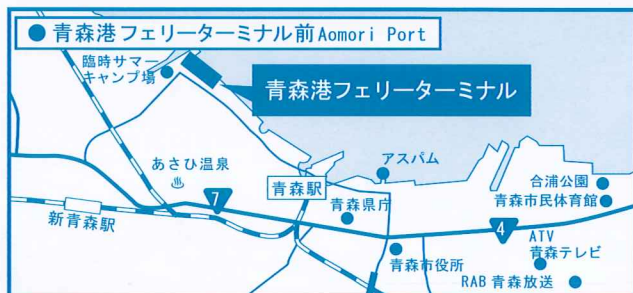 青森港フェリーターミナル前 Aomori Port
臨時サマー
キャンプ場
青森港フェリーターミナル
あさひ温泉
アスパム
青森駅
合浦公園
7
青森県庁
青森市民体育館
新青森駅
4
ATV
青森テレビ
青森市役所
RAB 青森放送